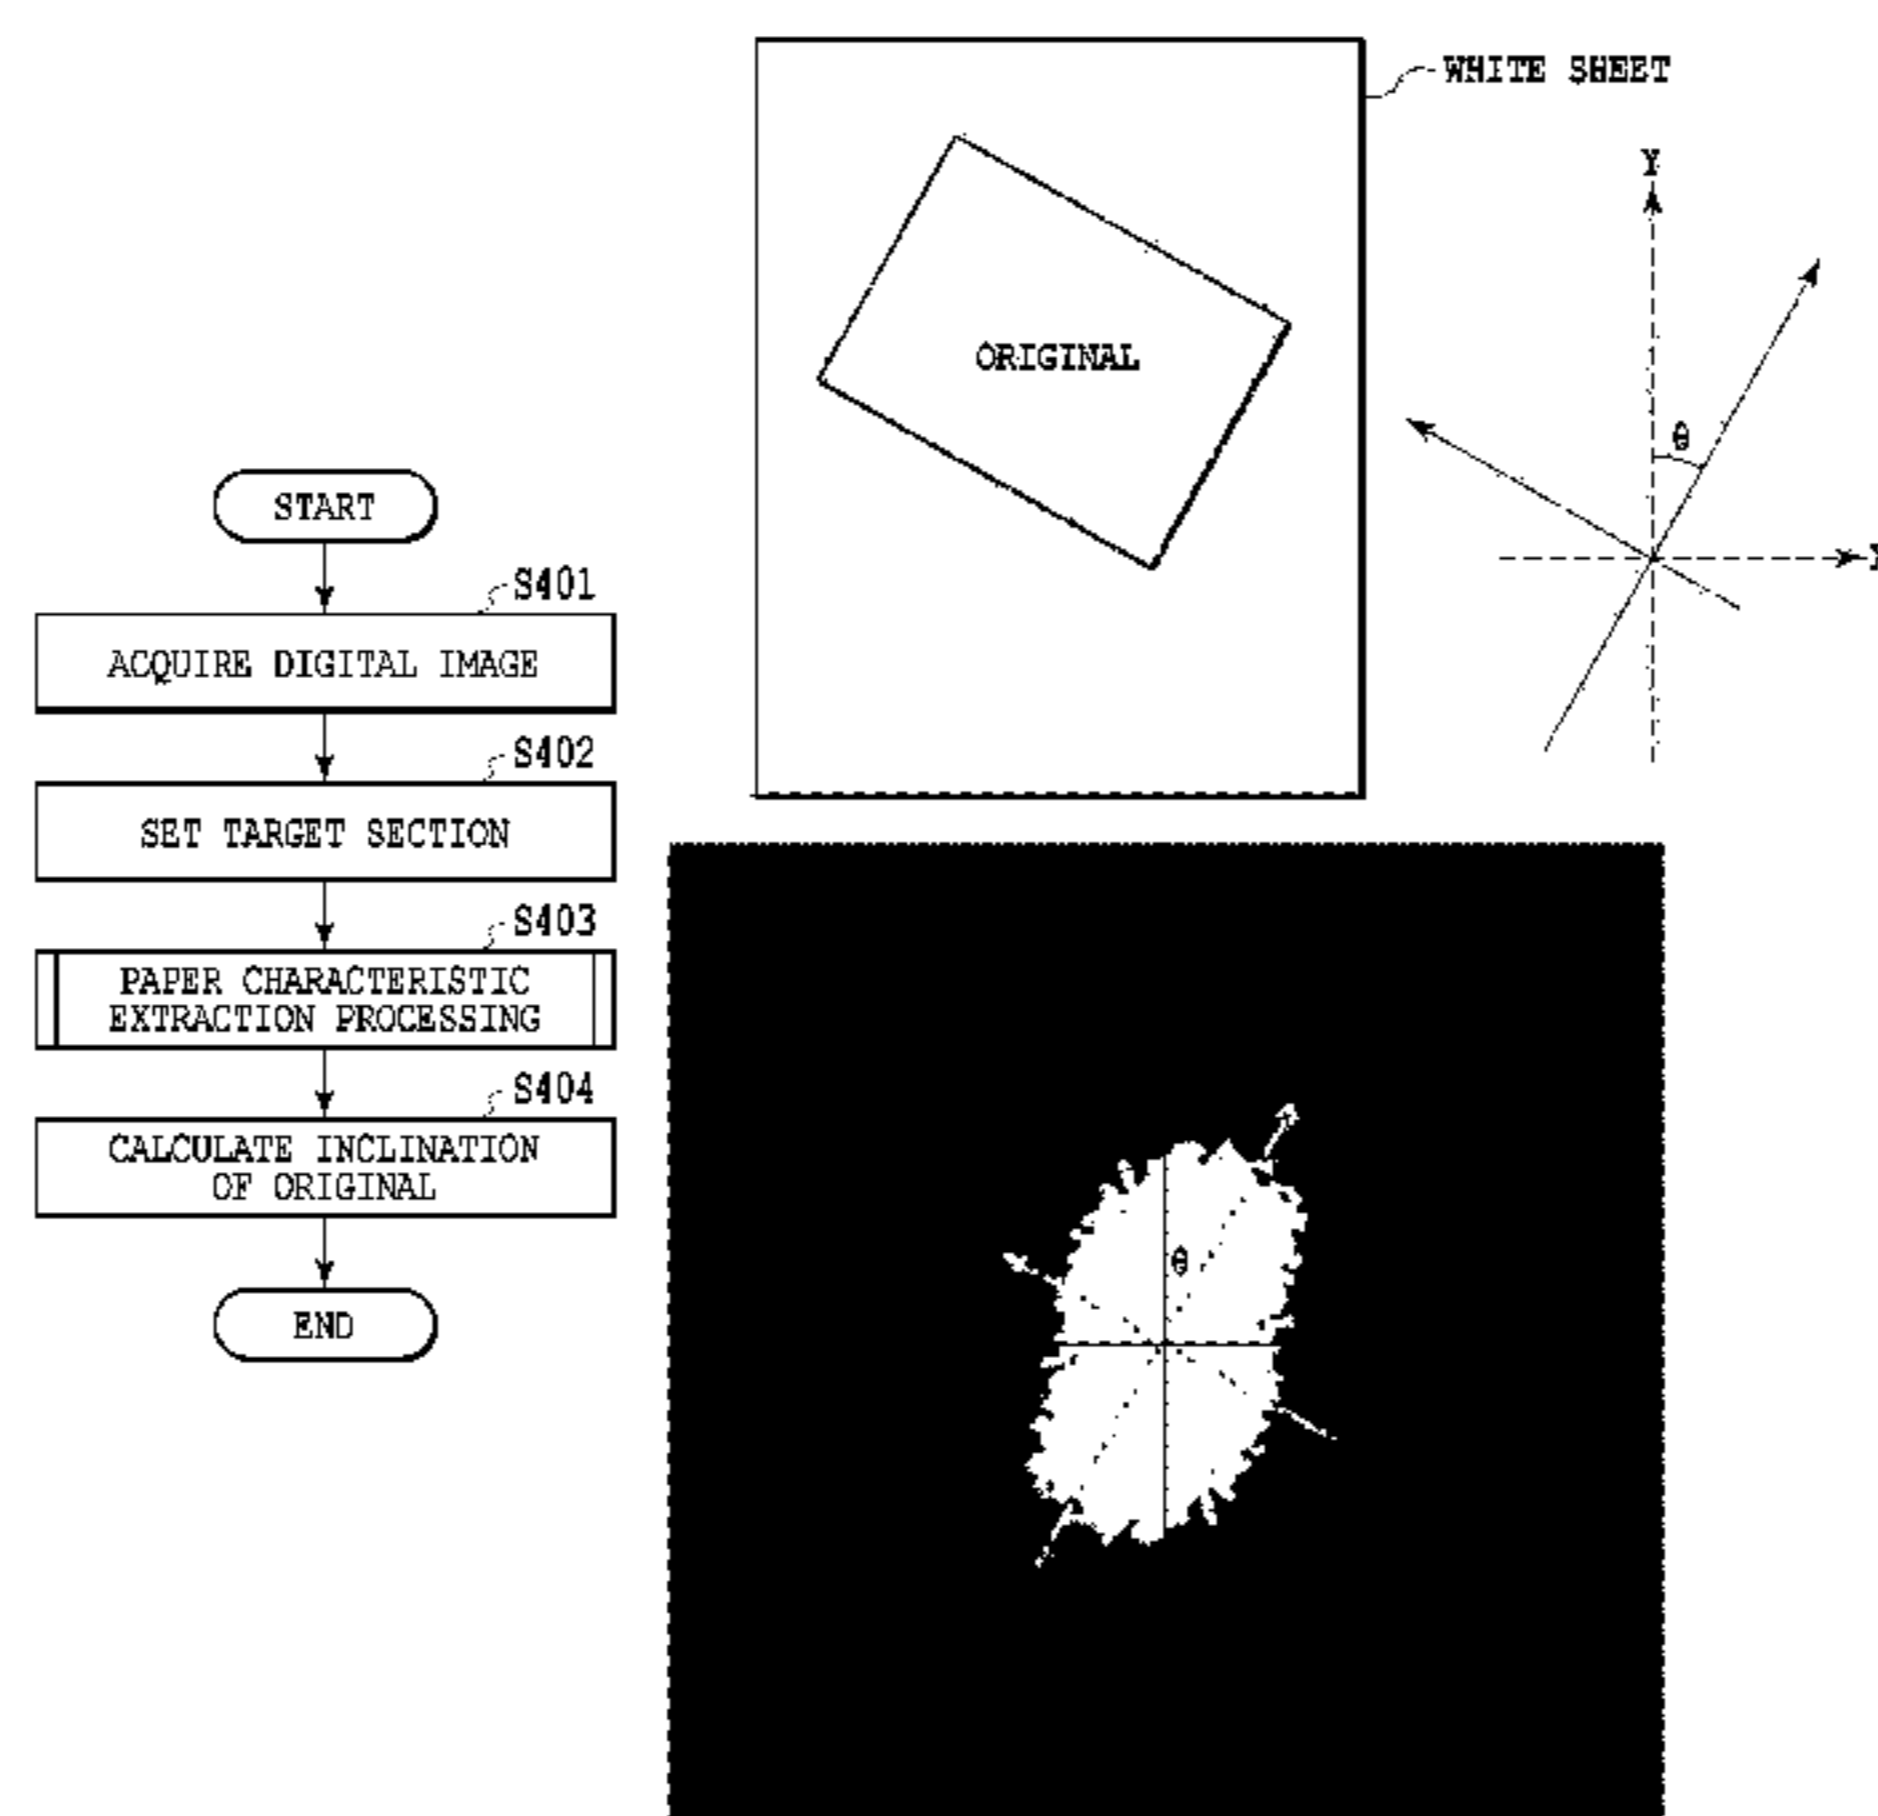 START
S401
ACQUIRE DIGITAL IMAGE
S402
SET TARGET SECTION
S403
PAPER CHARACTERISTIC
EXTRACTION PROCESSING
S404
CALCULATE INCLINATION
OF ORIGINAL
END
WHITE SHEET
ORIGINAL
Y
θ
θ